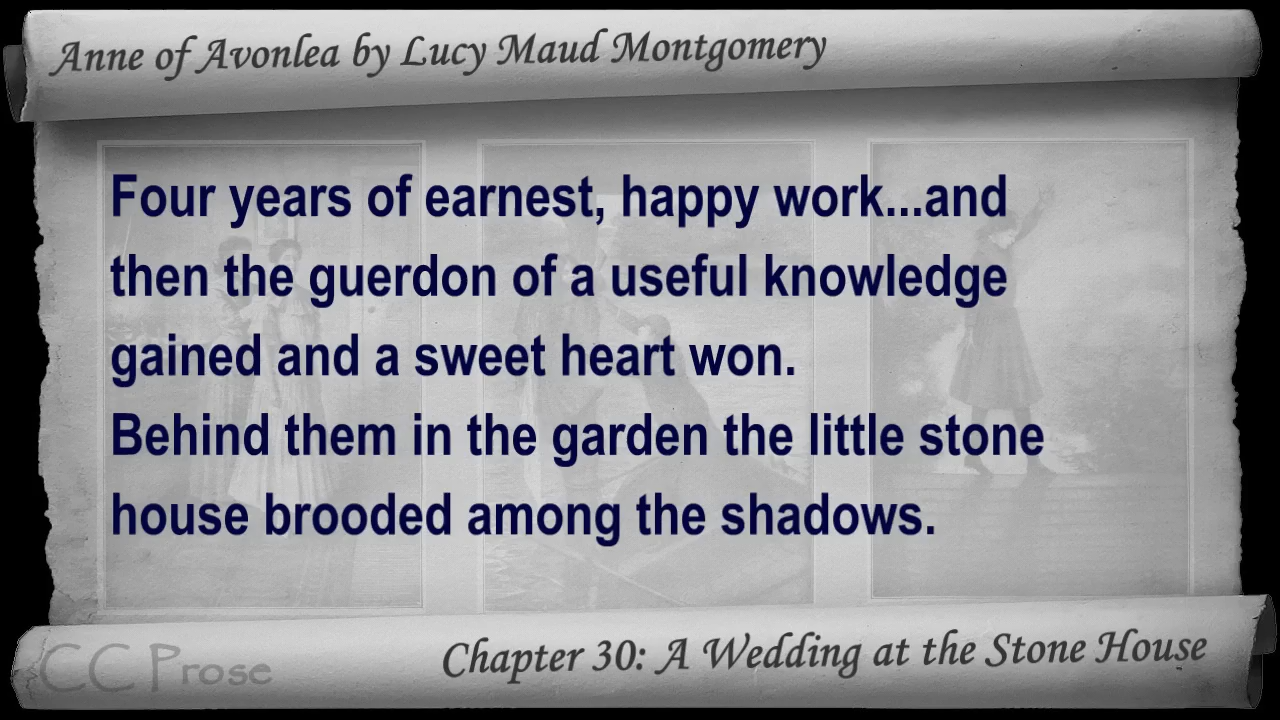 Anne of Avonlea by Lucy Maud Montgomery
Four years of earnest, happy work...and
then the guerdon of a useful knowledge
gained and a sweet heart won.
Behind them in the garden the little stone
house brooded among the shadows.
CC Prose
Chapter 30: A Wedding at the Stone House